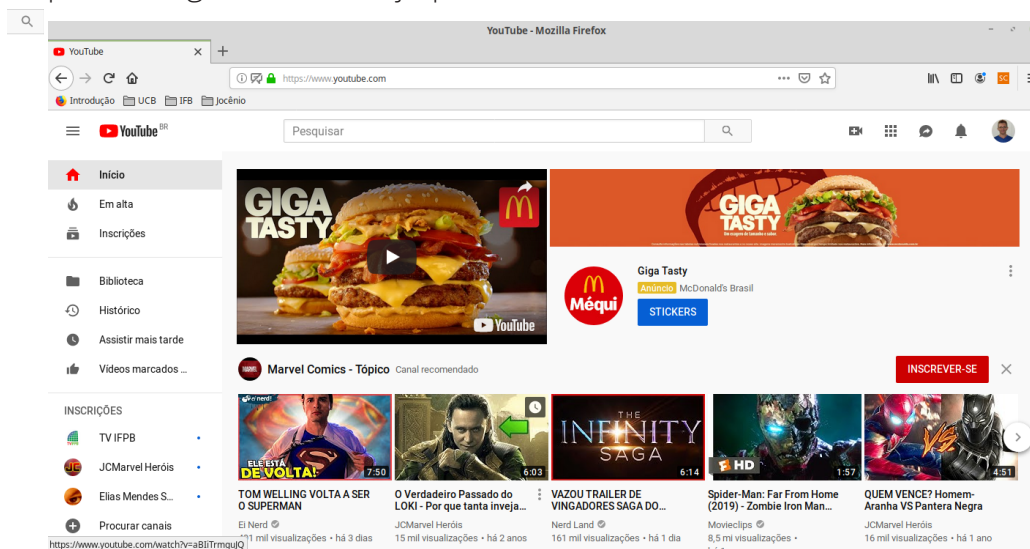 YouTube - Mozilla Firefox
YouTube
https://www.youtube.com
Introdução UCB IFB Jocênio
YouTube BR
Pesquisar
Início
Em alta
Inscrições
Biblioteca
Histórico
Assistir mais tarde
Vídeos marcados ...
INSCRIÇÕES
TV IFPB
JCMarvel Heróis
Elias Mendes S...
Procurar canais
GIGA
TASTY
YouTube
GIGA
TASTY
Méqui
Giga Tasty
Anúncio McDonald's Brasil
STICKERS
Marvel Comics - Tópico Canal recomendado
INSCREVER-SE
ELE ESTÁ
DE VOLTA!
7:50
TOM WELLING VOLTA A SER
O SUPERMAN
Ei Nerd
mil visualizações • há 3 dias
6:03
O Verdadeiro Passado do
LOKI - Por que tanta inveja...
JCMarvel Heróis
15 mil visualizações • há 2 anos
THE
INFINITY
SAGA
6:14
VAZOU TRAILER DE
VINGADORES SAGA DO...
Nerd Land
161 mil visualizações • há 1 dia
HD
1:57
Spider-Man: Far From Home
(2019) - Zombie Iron Man...
Movieclips
8,5 mi visualizações •
VS
4:51
QUEM VENCE? Homem-
Aranha VS Pantera Negra
JCMarvel Heróis
16 mil visualizações • há 1 ano